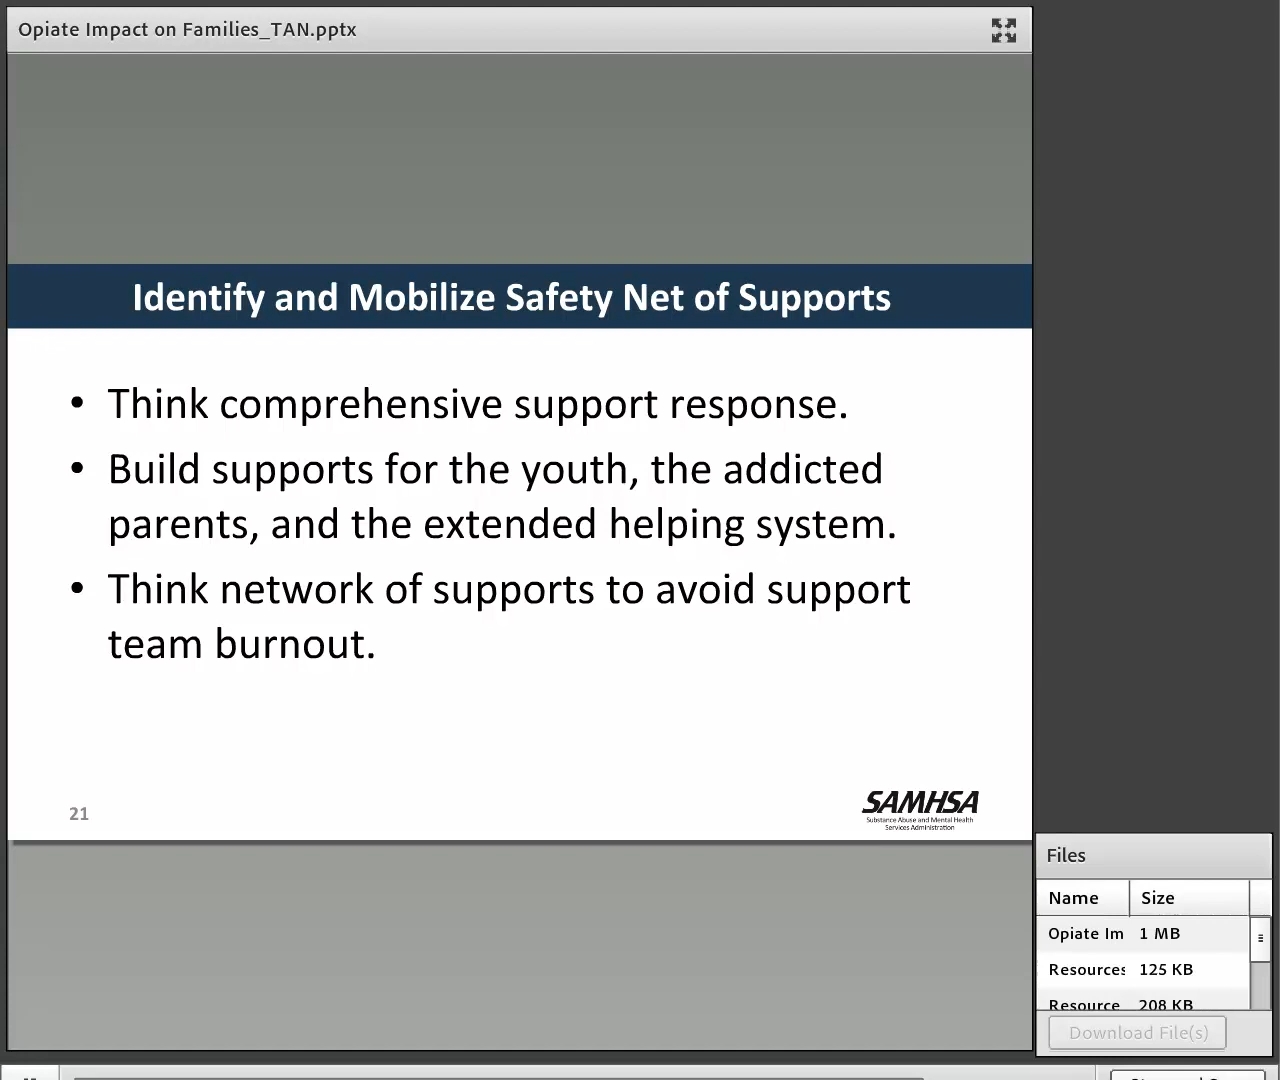 Opiate Impact on Families_TAN.pptx
Identify and Mobilize Safety Net of Supports
• Think comprehensive support response.
• Build supports for the youth, the addicted
parents, and the extended helping system.
• Think network of supports to avoid support
team burnout.
21
SAMHSA
Substance Abuse and Mental Health
Services Administration
Files
Name Size
Opiate Im 1 MB
Resources 125 KB
Resource 208 KB
Download File(s)